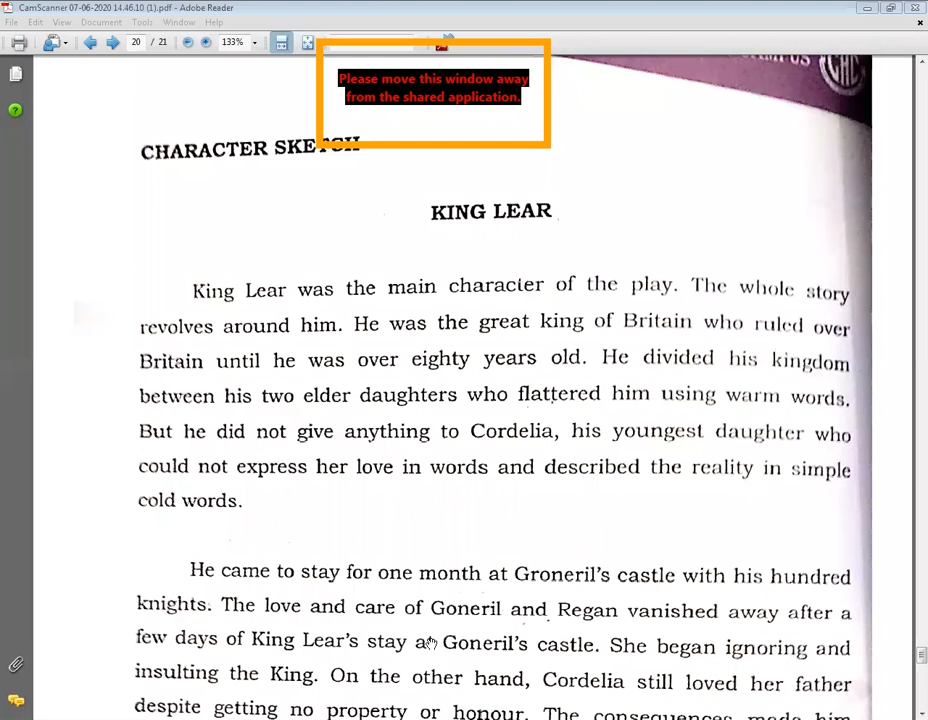 CamScanner 07-06-2020 14.46.10 (1).pdf - Adobe Reader
File Edit View Document Tools Window Help
20 / 21 133%
Please move this window away
from the shared application.
CHC
CHARACTER SKETCH
KING LEAR
King Lear was the main character of the play. The whole story
revolves around him. He was the great king of Britain who ruled over
Britain until he was over eighty years old. He divided his kingdom
between his two elder daughters who flattered him using warm words.
But he did not give anything to Cordelia, his youngest daughter who
could not express her love in words and described the reality in simple
cold words.
He came to stay for one month at Groneril's castle with his hundred
knights. The love and care of Goneril and Regan vanished away after a
few days of King Lear's stay at Goneril's castle. She began ignoring and
insulting the King. On the other hand, Cordelia still loved her father
despite getting no property or honour. The consequences made him